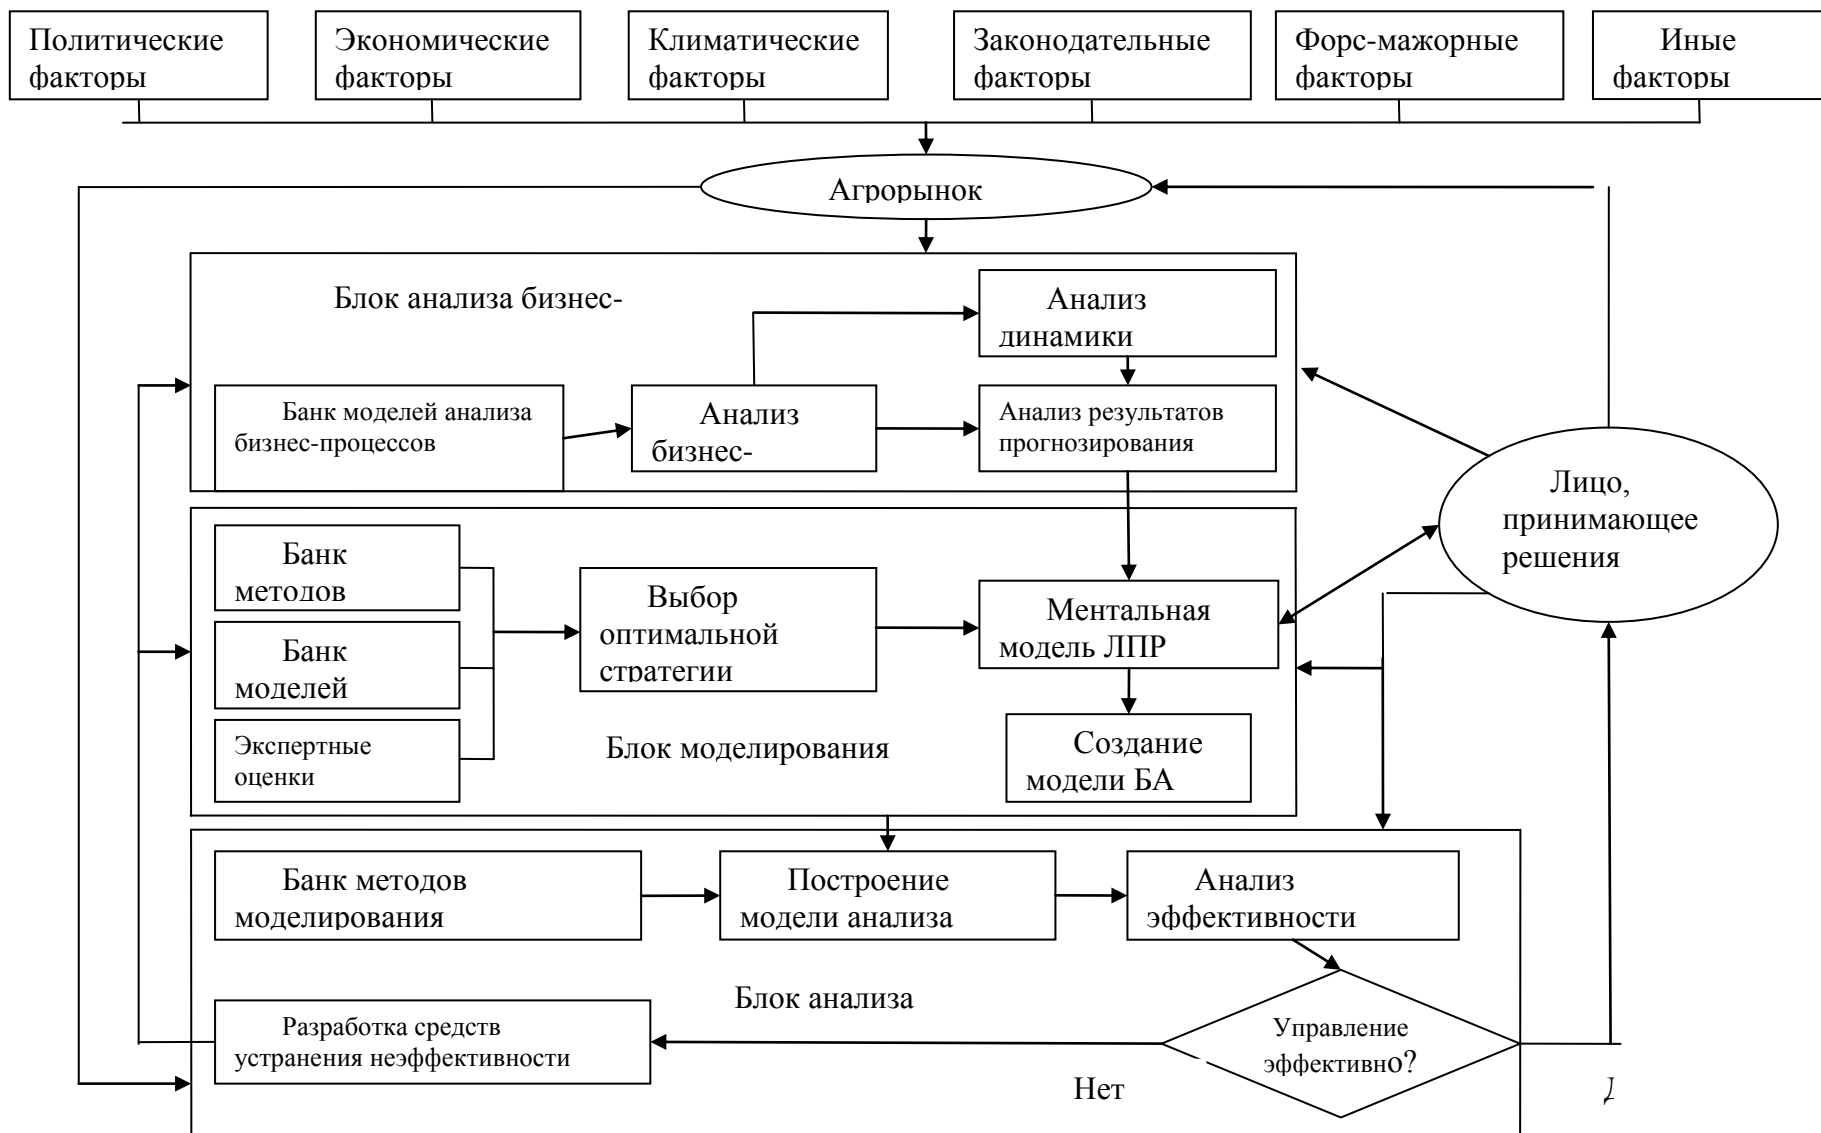 Политические
факторы
Экономические
факторы
Климатические
факторы
Законодательные
факторы
Форс-мажорные
факторы
Иные
факторы
Агрорынок
Блок анализа бизнес-
Анализ
динамики
Банк моделей анализа
бизнес-процессов
Анализ
бизнес-
Анализ результатов
прогнозирования
Лицо,
принимающее
решения
Банк
методов
Банк
моделей
Экспертные
оценки
Выбор
оптимальной
стратегии
Ментальная
модель ЛПР
Создание
модели БА
Блок моделирования
Банк методов
моделирования
Построение
модели анализа
Анализ
эффективности
Блок анализа
Разработка средств
устранения неэффективности
Управление
эффективно?
Нет